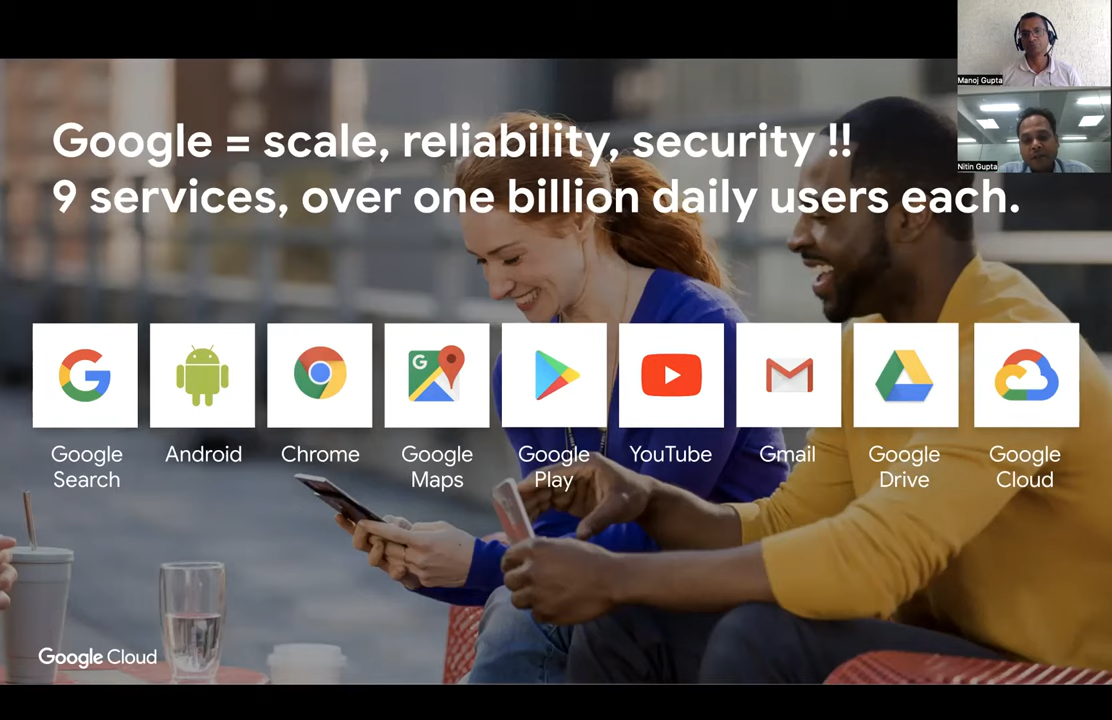 Manoj Gupta
Nitin Gupta
Google = scale, reliability, security !!
9 services, over one billion daily users each.
G
Google
Search
Android
Chrome
Google
Maps
Google
Play
YouTube
Gmail
Google
Drive
Google
Cloud
Google Cloud